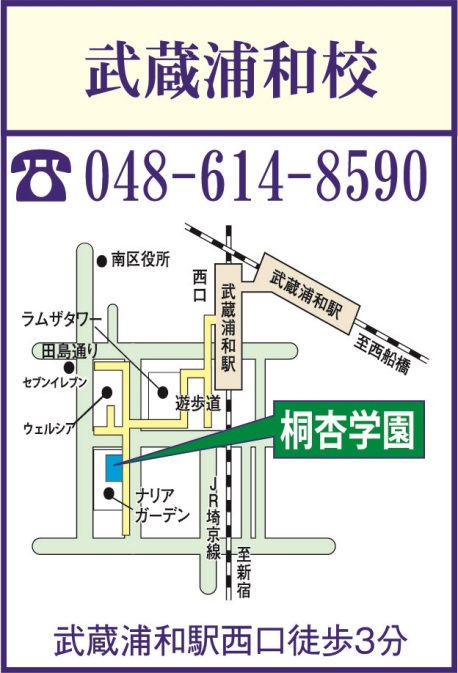 武蔵浦和校
☎048-614-8590
南区役所
西口
武蔵浦和駅
武蔵浦和駅
至西船橋
ラムザタワー
田島通り
セブンイレブン
遊歩道
ウェルシア
桐杏学園
ナリア
ガーデン
JR埼京線
至新宿
武蔵浦和駅西口徒歩3分